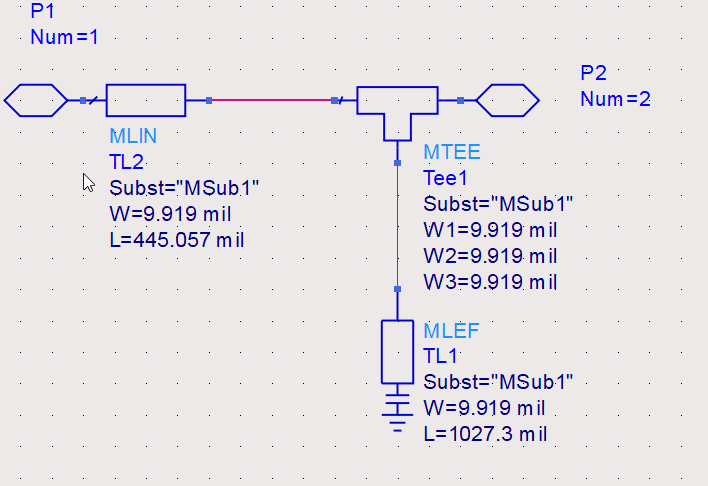 P1
Num=1
P2
Num=2
MLIN
TL2
Subst="MSub1"
W=9.919 mil
L=445.057 mil
MTEE
Tee1
Subst="MSub1"
W1=9.919 mil
W2=9.919 mil
W3=9.919 mil
MLEF
TL1
Subst="MSub1"
W=9.919 mil
L=1027.3 mil